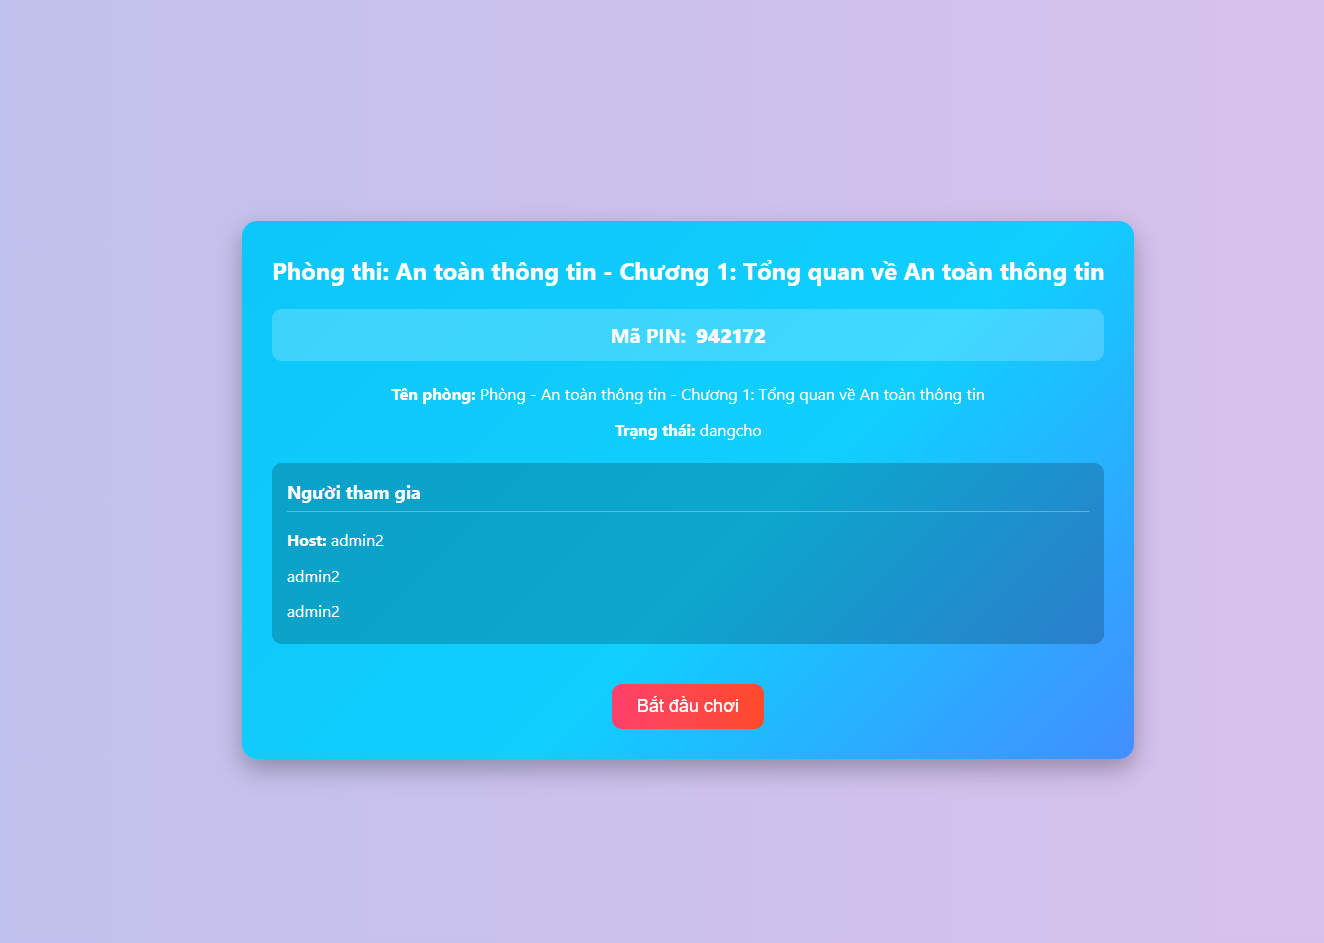 Phòng thi: An toàn thông tin - Chương 1: Tổng quan về An toàn thông tin
Mã PIN: 942172
Tên phòng: Phòng - An toàn thông tin - Chương 1: Tổng quan về An toàn thông tin
Trạng thái: dangcho
Người tham gia
Host: admin2
admin2
admin2
Bắt đầu chơi